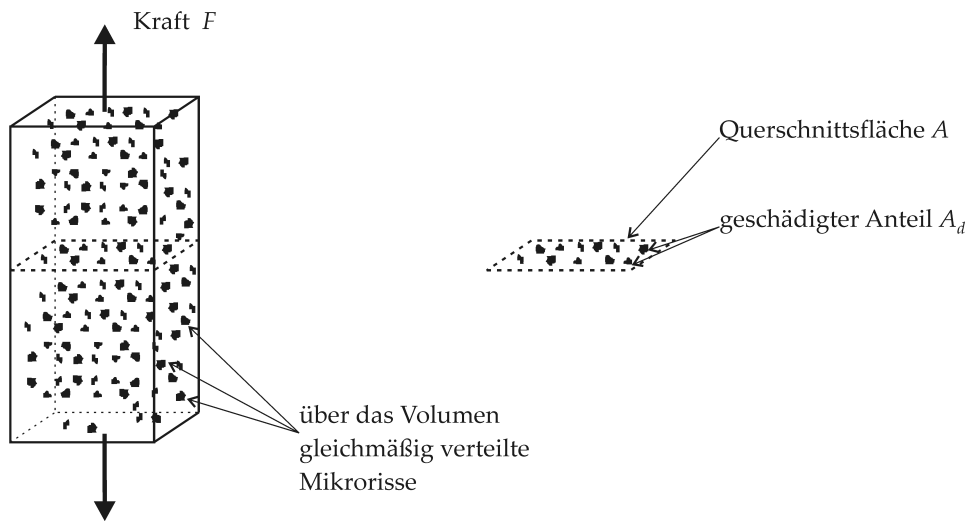 Kraft F
Querschnittsfläche A
geschädigter Anteil A_d
über das Volumen
gleichmäßig verteilte
Mikrorisse